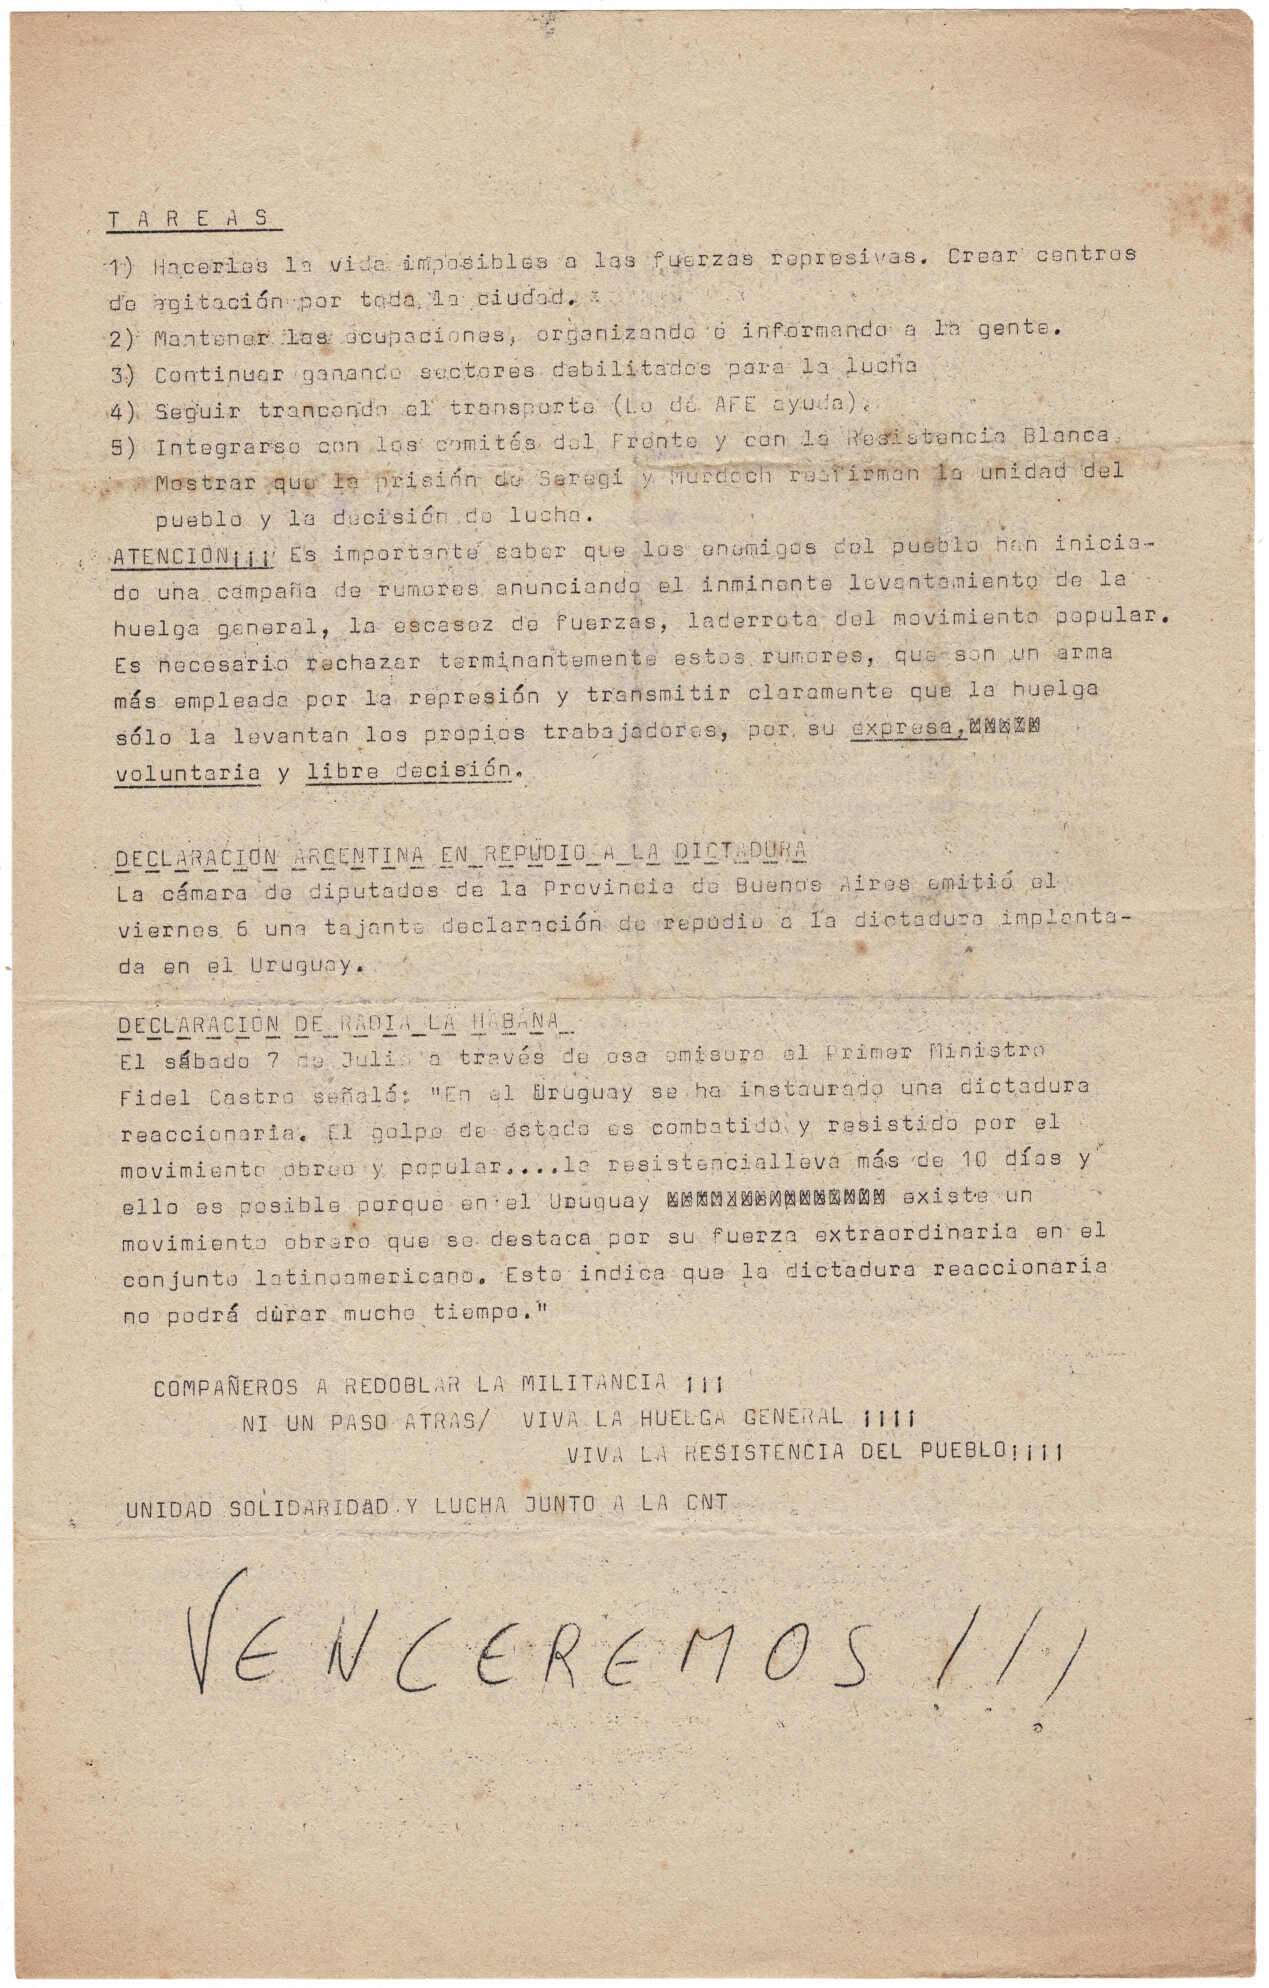 T A R E A S
1) Hacerles la vida imposibles a las fuerzas represivas. Crear centros
de agitación por toda la ciudad.
2) Mantener las ocupaciones, organizando e informando a la gente.
3) Continuar ganando sectores debilitados para la lucha
4) Seguir trancando el transporte (Lo de AFE ayuda).
5) Integrarse con los comités del Frente y con la Resistencia Blanca.
Mostrar que la prisión de Seregi y Murdoch reafirman la unidad del
pueblo y la decisión de lucha.
ATENCION¡¡¡ Es importante saber que los enemigos del pueblo han inicia-
do una campaña de rumores anunciando el inminente levantamiento de la
huelga general, la escasez de fuerzas, laderrota del movimiento popular.
Es necesario rechazar terminantemente estos rumores, que son un arma
más empleada por la represión y transmitir claramente que la huelga
sólo la levantan los propios trabajadores, por su expresa,
voluntaria y libre decisión.
DECLARACION ARGENTINA EN REPUDIO A LA DICTADURA
La cámara de diputados de la Provincia de Buenos Aires emitió el
viernes 6 una tajante declaración de repudio a la dictadura implanta-
da en el Uruguay.
DECLARACION DE RADIA LA HABANA
El sábado 7 de Julio a través de esa emisora el Primer Ministro
Fidel Castro señaló: "En el Uruguay se ha instaurado una dictadura
reaccionaria. El golpe de estado es combatido y resistido por el
movimiento obreo y popular....la resistencialleva más de 10 días y
ello es posible porque en el Uruguay existe un
movimiento obrero que se destaca por su fuerza extraordinaria en el
conjunto latinoamericano. Esto indica que la dictadura reaccionaria
no podrá durar mucho tiempo."
COMPAÑEROS A REDOBLAR LA MILITANCIA ¡¡¡
NI UN PASO ATRAS/ VIVA LA HUELGA GENERAL ¡¡¡¡
VIVA LA RESISTENCIA DEL PUEBLO¡¡¡¡
UNIDAD SOLIDARIDaD Y LUCHA JUNTO A LA CNT
VENCEREMOS!!!